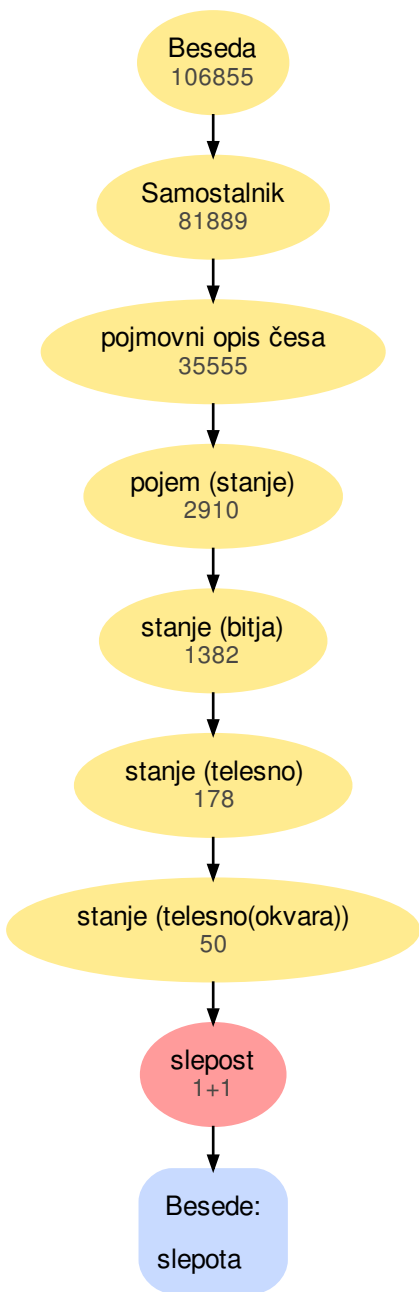 Beseda
106855
Samostalnik
81889
pojmovni opis česa
35555
pojem (stanje)
2910
stanje (bitja)
1382
stanje (telesno)
178
stanje (telesno(okvara))
50
slepost
1+1
Besede:
slepota